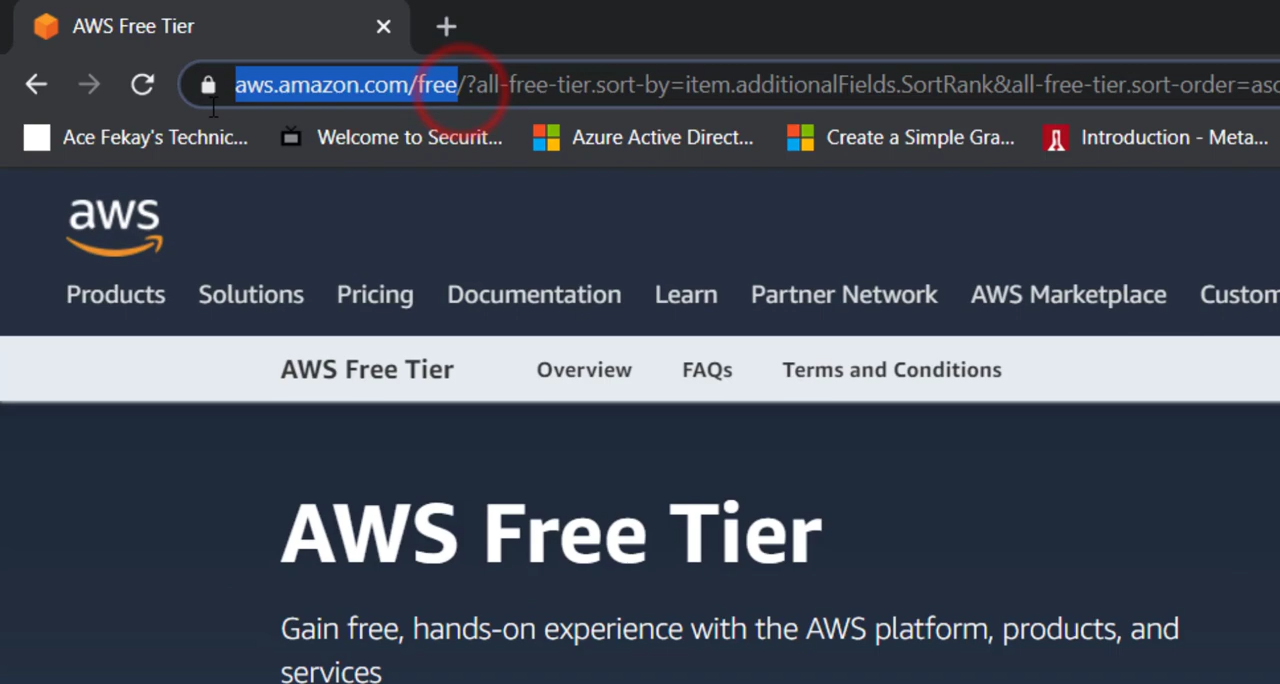 AWS Free Tier
aws.amazon.com/free/?all-free-tier.sort-by=item.additionalFields.SortRank&all-free-tier.sort-order=asc
Ace Fekay's Technic... Welcome to Securit... Azure Active Direct... Create a Simple Gra... Introduction - Meta...
aws
Products Solutions Pricing Documentation Learn Partner Network AWS Marketplace Custom
AWS Free Tier Overview FAQs Terms and Conditions
AWS Free Tier
Gain free, hands-on experience with the AWS platform, products, and
services